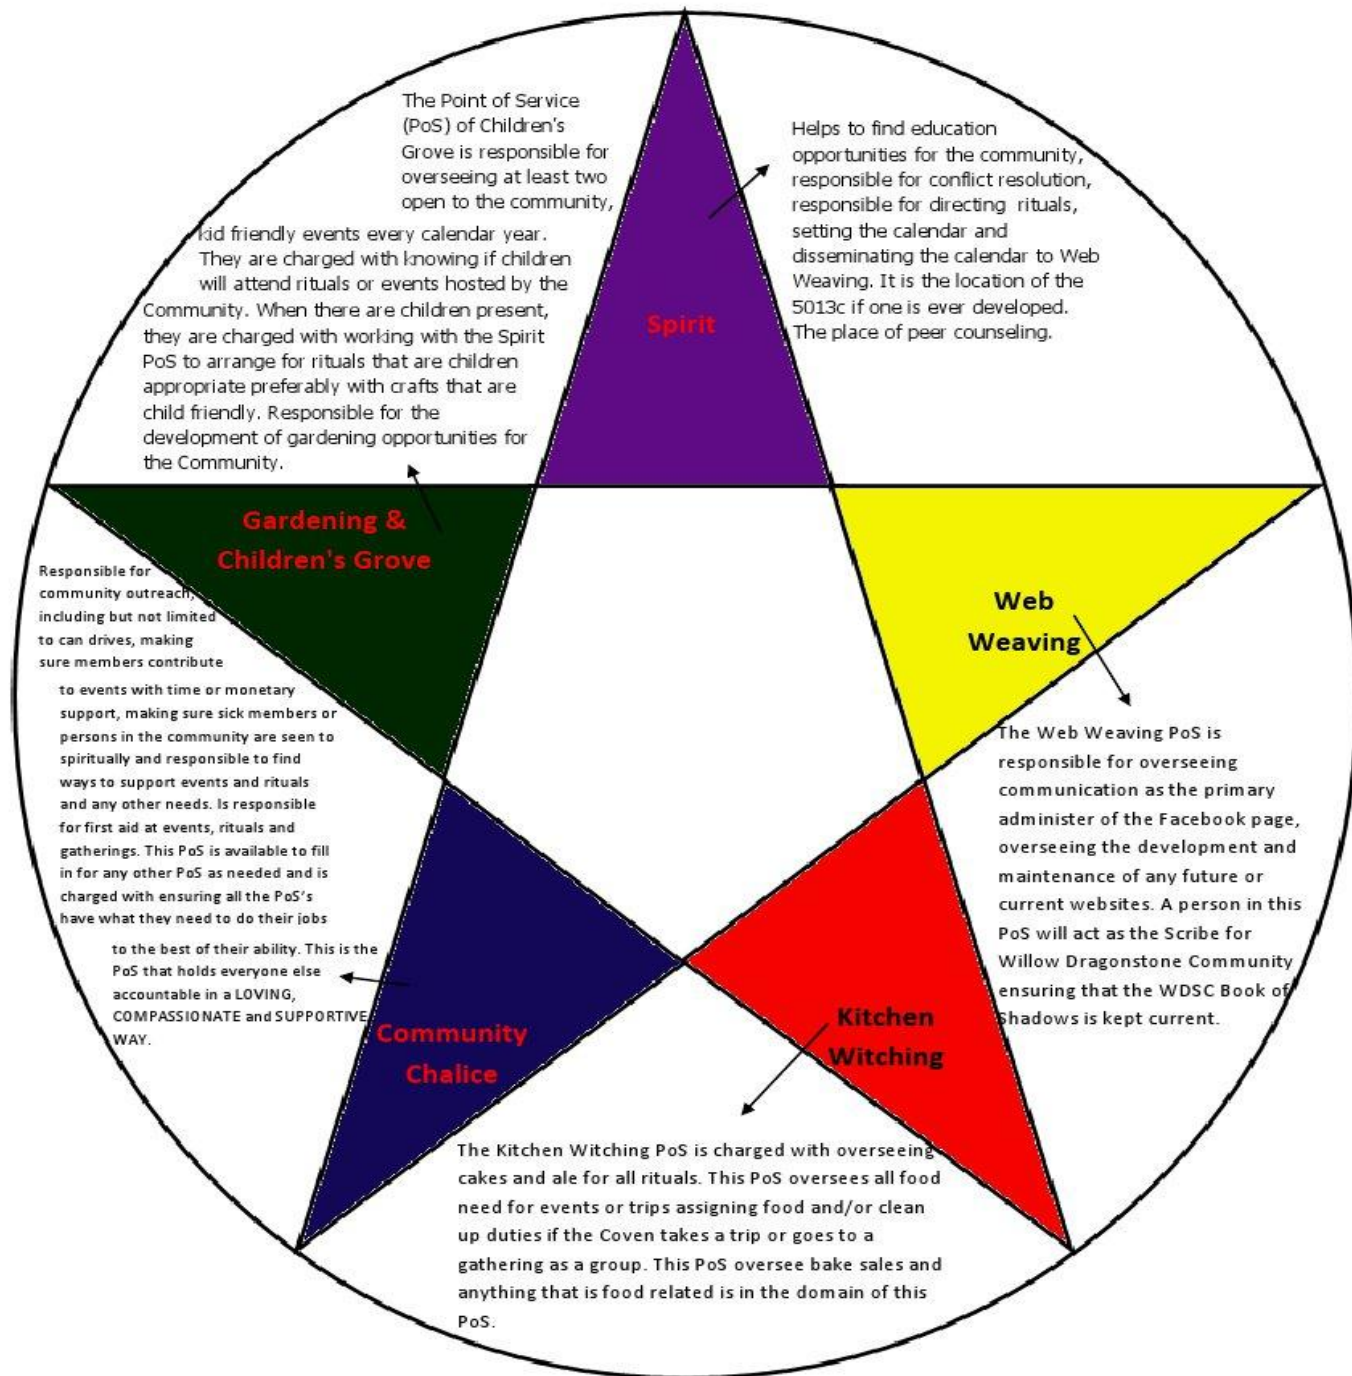 The Point of Service
(PoS) of Children's
Grove is responsible for
overseeing at least two
open to the community,
kid friendly events every calendar year.
They are charged with knowing if children
will attend rituals or events hosted by the
Community. When there are children present,
they are charged with working with the Spirit
PoS to arrange for rituals that are children
appropriate preferably with crafts that are
child friendly. Responsible for the
development of gardening opportunities for
the Community.
Helps to find education
opportunities for the community,
responsible for conflict resolution,
responsible for directing rituals,
setting the calendar and
disseminating the calendar to Web
Weaving. It is the location of the
5013c if one is ever developed.
The place of peer counseling.
Spirit
Gardening &
Children's Grove
Web
Weaving
Responsible for
community outreach,
including but not limited
to can drives, making
sure members contribute
to events with time or monetary
support, making sure sick members or
persons in the community are seen to
spiritually and responsible to find
ways to support events and rituals
and any other needs. Is responsible
for first aid at events, rituals and
gatherings. This PoS is available to fill
in for any other PoS as needed and is
charged with ensuring all the PoS's
have what they need to do their jobs
to the best of their ability. This is the
PoS that holds everyone else
accountable in a LOVING,
COMPASSIONATE and SUPPORTIVE
WAY.
The Web Weaving PoS is
responsible for overseeing
communication as the primary
administer of the Facebook page,
overseeing the development and
maintenance of any future or
current websites. A person in this
PoS will act as the Scribe for
Willow Dragonstone Community
ensuring that the WDSC Book of
Shadows is kept current.
Community
Chalice
Kitchen
Witching
The Kitchen Witching PoS is charged with overseeing
cakes and ale for all rituals. This PoS oversees all food
need for events or trips assigning food and/or clean
up duties if the Coven takes a trip or goes to a
gathering as a group. This PoS oversee bake sales and
anything that is food related is in the domain of this
PoS.